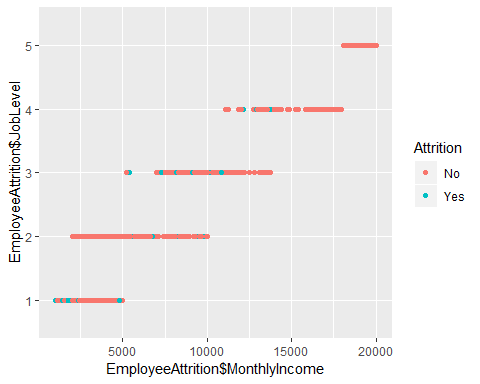 5
4
3
2
1
EmployeeAttrition$JobLevel
5000 10000 15000 20000
EmployeeAttrition$MonthlyIncome
Attrition
No
Yes